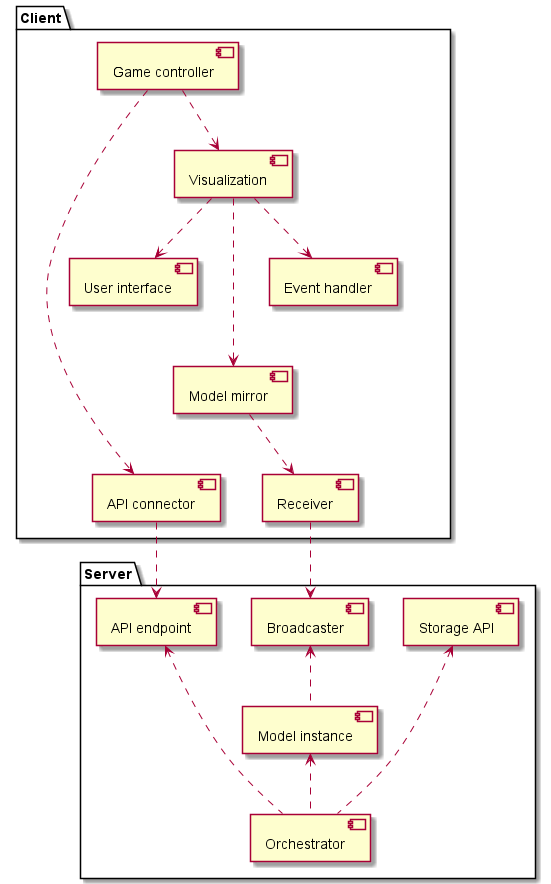 Client
Game controller
Visualization
User interface
Event handler
Model mirror
API connector
Receiver
Server
API endpoint
Broadcaster
Storage API
Model instance
Orchestrator